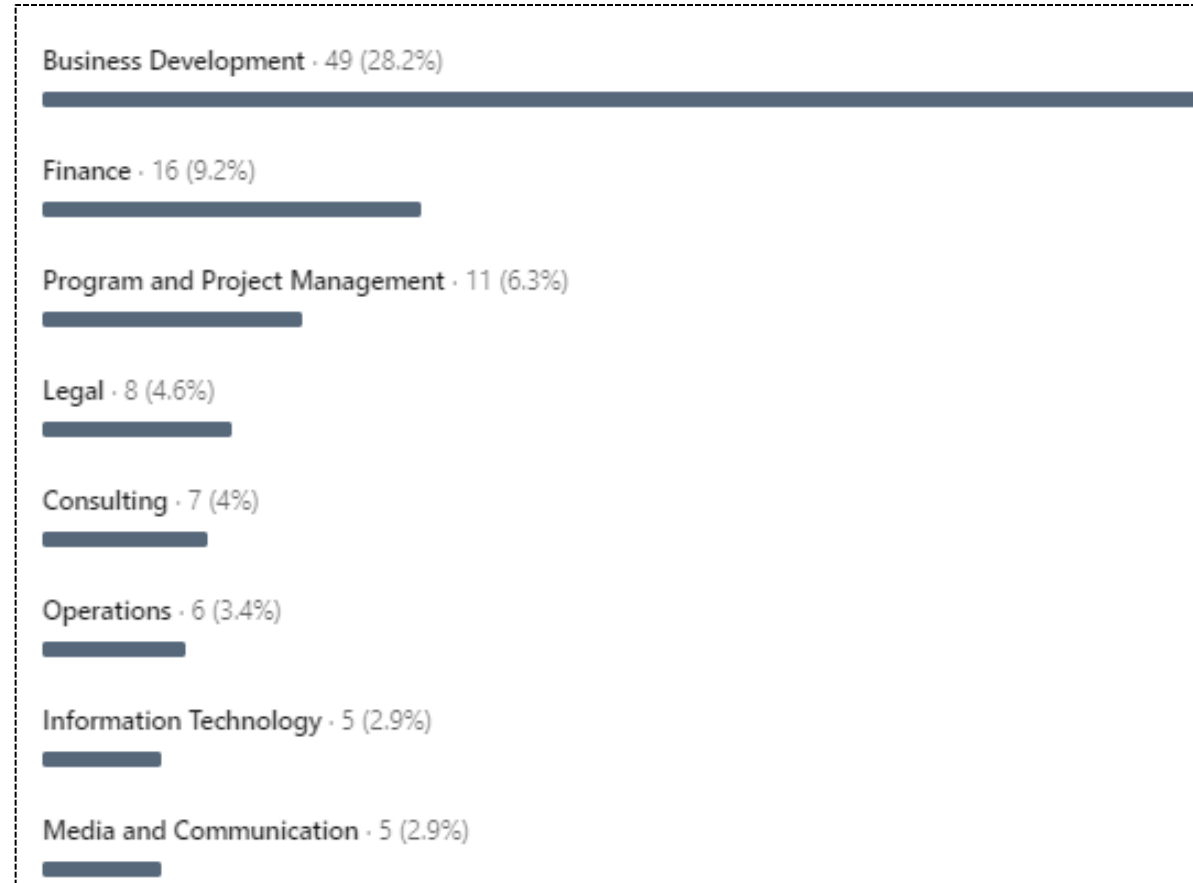 Business Development · 49 (28.2%)
Finance · 16 (9.2%)
Program and Project Management · 11 (6.3%)
Legal · 8 (4.6%)
Consulting · 7 (4%)
Operations · 6 (3.4%)
Information Technology · 5 (2.9%)
Media and Communication · 5 (2.9%)